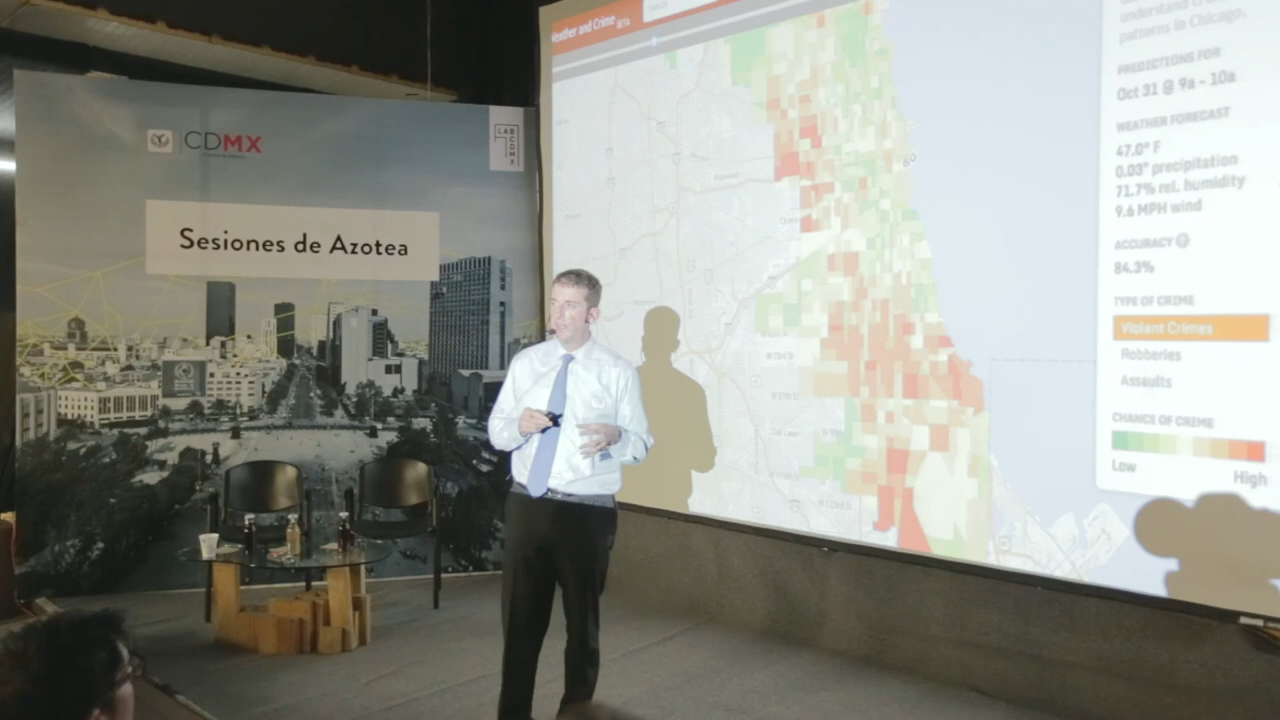 CDMX
LAB
CDMX
Sesiones de Azotea
Weather and Crime BETA
understand
patterns in Chicago.
PREDICTIONS FOR
Oct 31 @ 9a - 10a
WEATHER FORECAST
47.0° F
0.03" precipitation
71.7% rel. humidity
9.6 MPH wind
ACCURACY ?
84.3%
TYPE OF CRIME
Violent Crimes
Robberies
Assaults
CHANCE OF CRIME
Low High